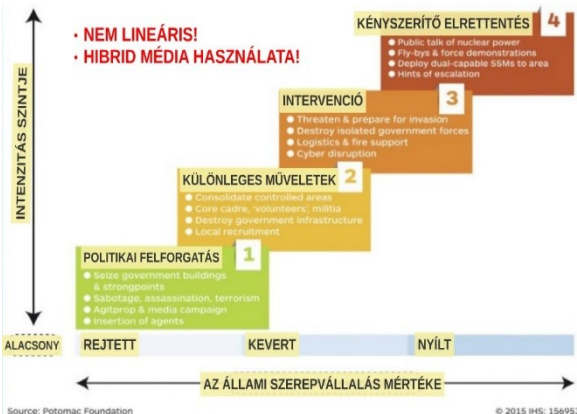 KÉNYSZERÍTŐ ELRETTENTÉS 4
• Public talk of nuclear power
• Fly-bys & force demonstrations
• Deploy dual-capable SSMs to area
• Hints of escalation
• NEM LINEÁRIS!
• HIBRID MÉDIA HASZNÁLATA!
INTERVENCIÓ 3
• Threaten & prepare for invasion
• Destroy isolated government forces
• Logistics & fire support
• Cyber disruption
KÜLÖNLEGES MŰVELETEK 2
• Consolidate controlled areas
• Core cadre, 'volunteers', militia
• Destroy government infrastructure
• Local recruitment
POLITIKAI FELFORGATÁS 1
• Seize government buildings
& strongpoints
• Sabotage, assassination, terrorism
• Agitprop & media campaign
• Insertion of agents
INTENZITÁS SZINTJE
ALACSONY
REJTETT KEVERT NYÍLT
AZ ÁLLAMI SZEREPVÁLLALÁS MÉRTÉKE
Source: Potomac Foundation
© 2015 IHS: